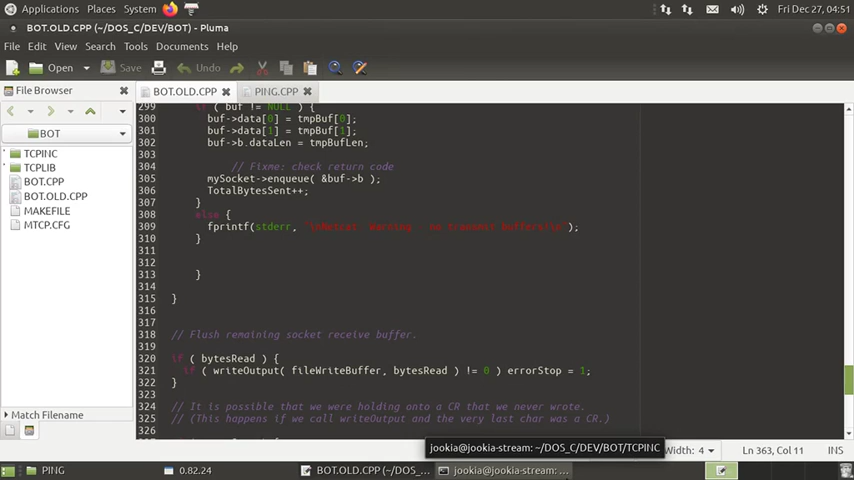 Applications Places System Fri Dec 27, 04:51
BOT.OLD.CPP (~/DOS_C/DEV/BOT) - Pluma
File Edit View Search Tools Documents Help
Open Save Undo
File Browser
BOT.OLD.CPP PING.CPP
BOT
TCPINC
TCPLIB
BOT.CPP
BOT.OLD.CPP
MAKEFILE
MTCP.CFG
Match Filename
299 if ( buf != NULL ) {
300 buf->data[0] = tmpBuf[0];
301 buf->data[1] = tmpBuf[1];
302 buf->b.dataLen = tmpBufLen;
303
304 // Fixme: check return code
305 mySocket->enqueue( &buf->b );
306 TotalBytesSent++;
307 }
308 else {
309 fprintf(stderr, "\nNetcat: Warning - no transmit buffers\n");
310 }
311
312
313 }
314
315 }
316
317
318 // Flush remaining socket receive buffer.
319
320 if ( bytesRead ) {
321 if ( writeOutput( fileWriteBuffer, bytesRead ) != 0 ) errorStop = 1;
322 }
323
324 // It is possible that we were holding onto a CR that we never wrote.
325 // (This happens if we call writeOutput and the very last char was a CR.)
326
jookia@jookia-stream: ~/DOS_C/DEV/BOT/TCPINC
Width: 4 Ln 363, Col 11 INS
PING 0.82.24 BOT.OLD.CPP (~/DOS_... jookia@jookia-stream: ...